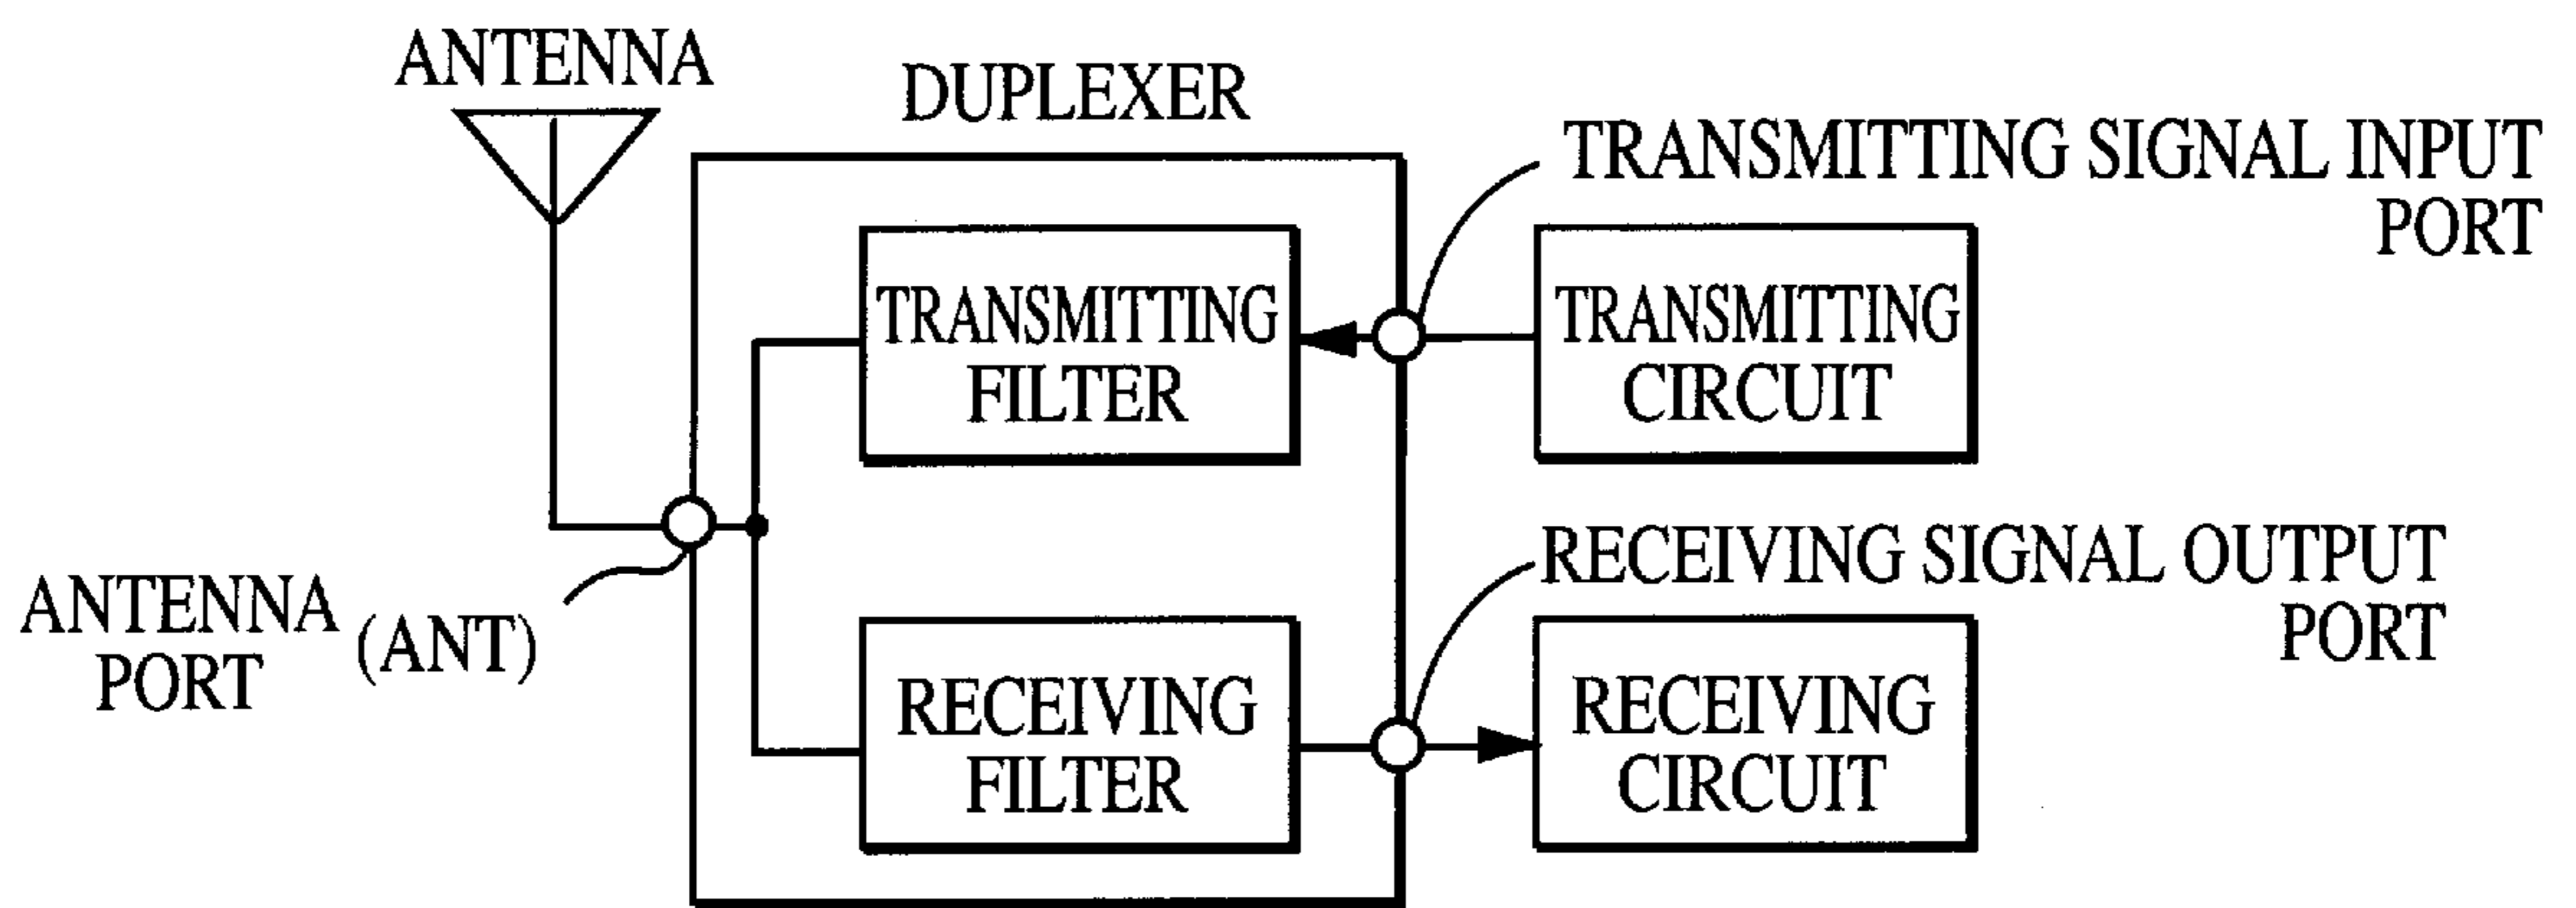 ANTENNA
DUPLEXER
TRANSMITTING SIGNAL INPUT
PORT
TRANSMITTING
FILTER
TRANSMITTING
CIRCUIT
ANTENNA
PORT
(ANT)
RECEIVING SIGNAL OUTPUT
PORT
RECEIVING
FILTER
RECEIVING
CIRCUIT